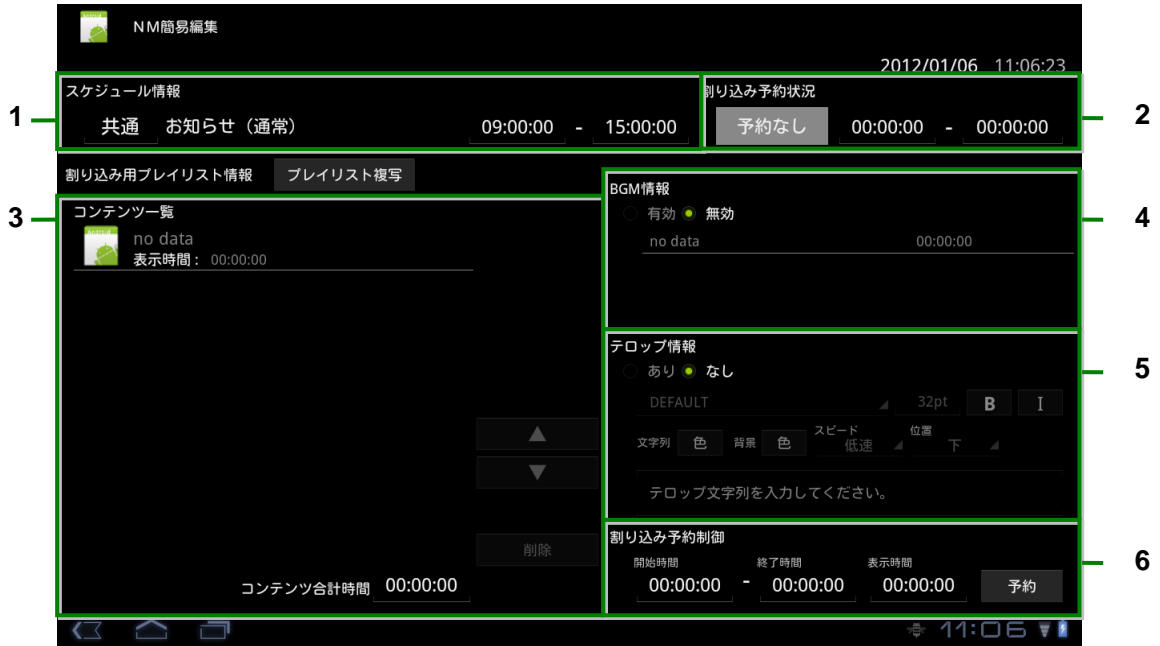 NM簡易編集
2012/01/06 11:06:23
スケジュール情報
共通 お知らせ（通常） 09:00:00 - 15:00:00
1
割り込み予約状況
予約なし 00:00:00 - 00:00:00
2
割り込み用プレイリスト情報 プレイリスト複写
3
コンテンツ一覧
no data
表示時間： 00:00:00
▲
▼
削除
コンテンツ合計時間 00:00:00
BGM情報
4
有効 無効
no data 00:00:00
テロップ情報
5
あり なし
DEFAULT 32pt B I
文字列 色 背景 色 スピード 低速 位置 下
テロップ文字列を入力してください。
割り込み予約制御
6
開始時間 終了時間 表示時間
00:00:00 - 00:00:00 00:00:00 予約
11:06